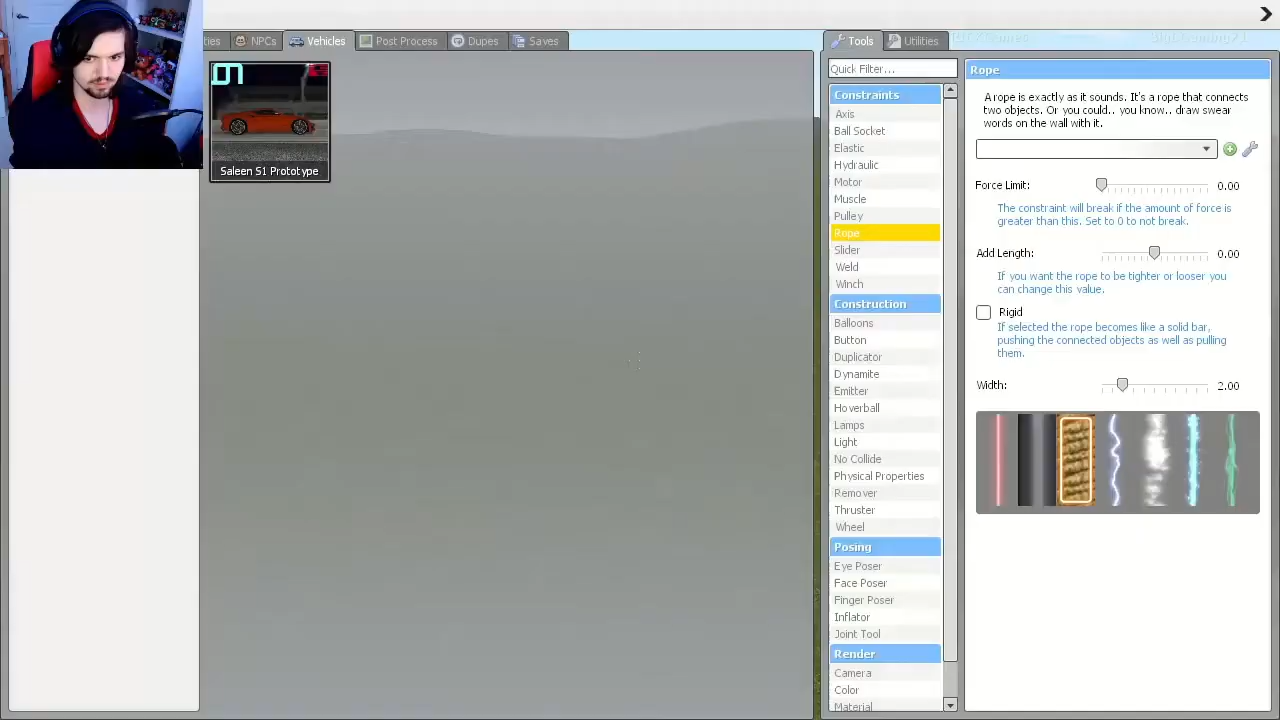 ties
NPCs
Vehicles
Post Process
Dupes
Saves
Saleen S1 Prototype
Tools
Utilities
Quick Filter...
Constraints
Axis
Ball Socket
Elastic
Hydraulic
Motor
Muscle
Pulley
Rope
Slider
Weld
Winch
Construction
Balloons
Button
Duplicator
Dynamite
Emitter
Hoverball
Lamps
Light
No Collide
Physical Properties
Remover
Thruster
Wheel
Posing
Eye Poser
Face Poser
Finger Poser
Inflator
Joint Tool
Render
Camera
Color
Material
Rope
A rope is exactly as it sounds. It's a rope that connects
two objects. Or you could.. you know.. draw swear
words on the wall with it.
Force Limit: 0.00
The constraint will break if the amount of force is
greater than this. Set to 0 to not break.
Add Length: 0.00
If you want the rope to be tighter or looser you
can change this value.
Rigid
If selected the rope becomes like a solid bar,
pushing the connected objects as well as pulling
them.
Width: 2.00